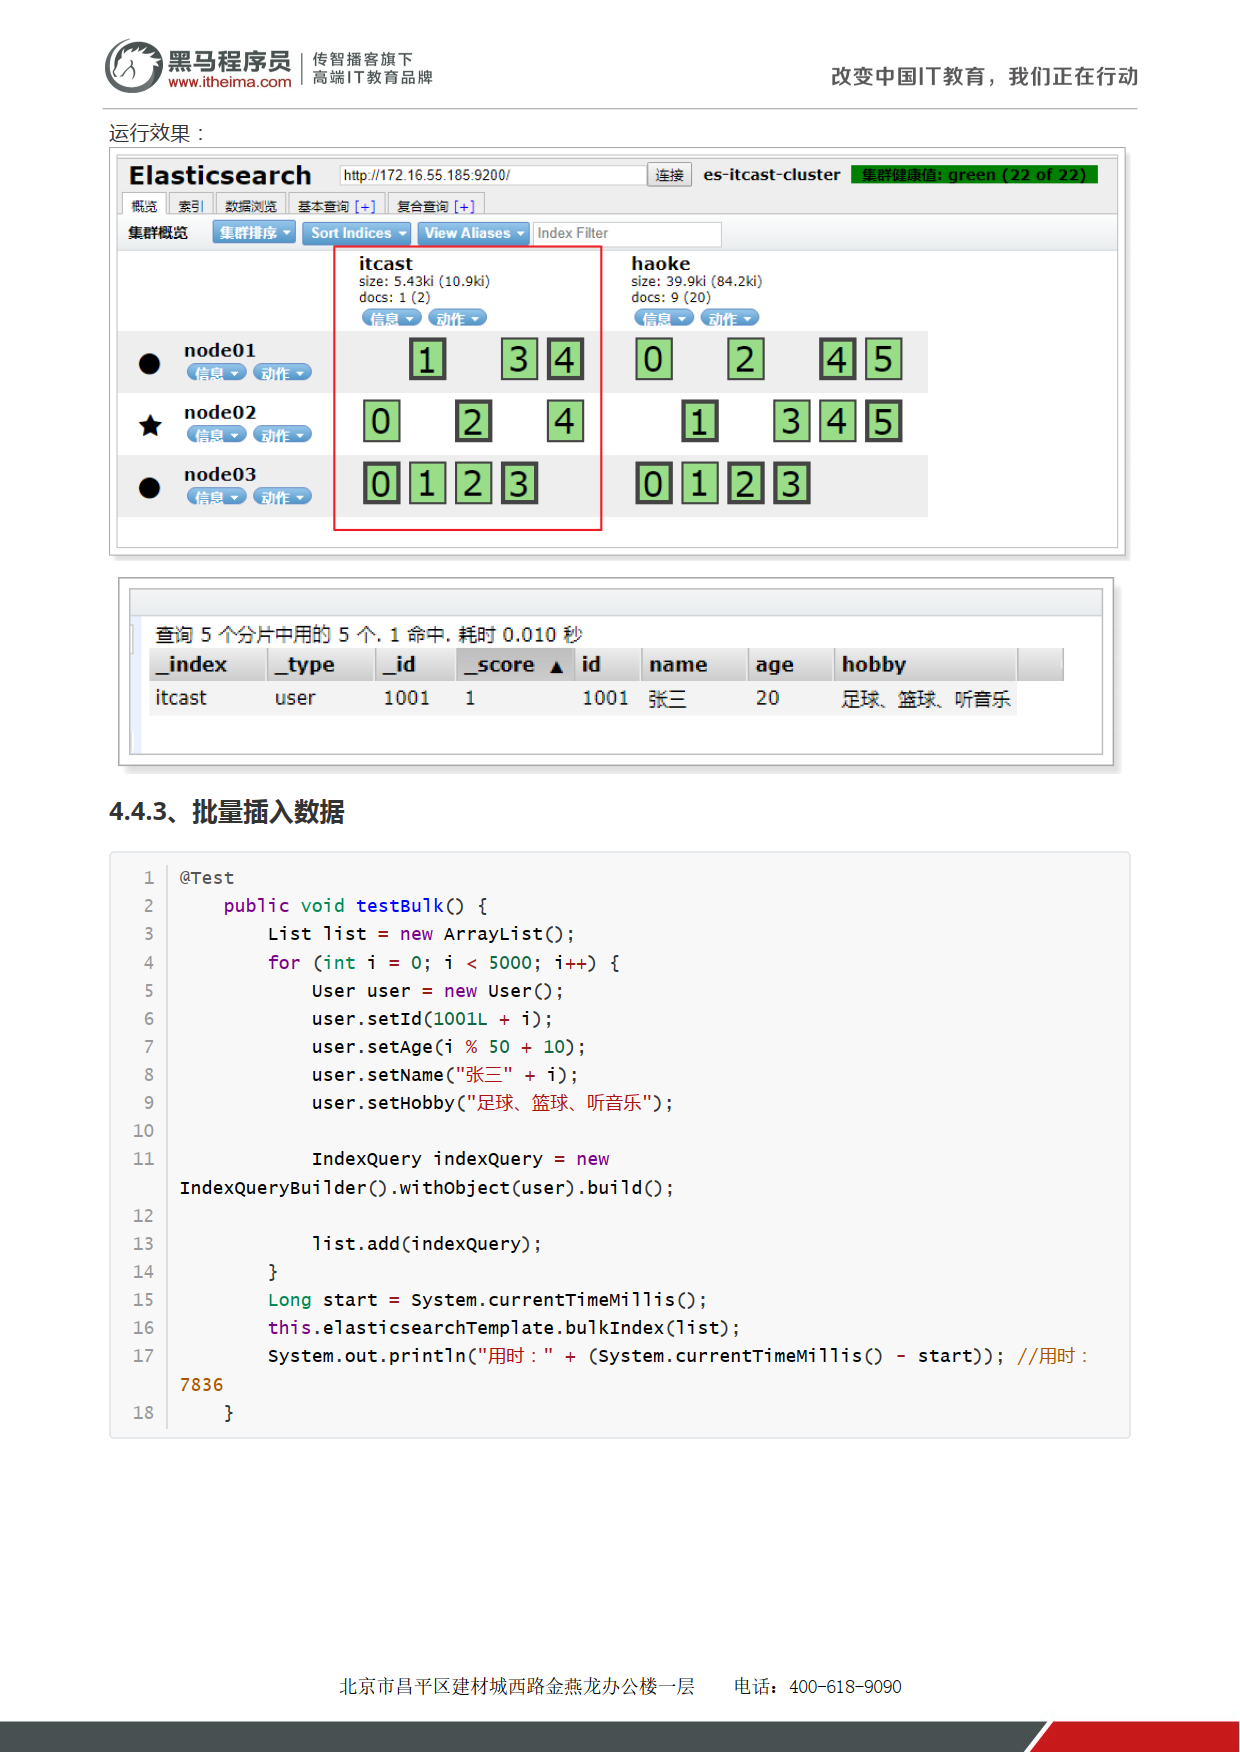 黑马程序员
www.itheima.com
传智播客旗下
高端IT教育品牌
改变中国IT教育，我们正在行动
运行效果：
Elasticsearch http://172.16.55.185:9200/ 连接 es-itcast-cluster 集群健康值: green (22 of 22)
概览 索引 数据浏览 基本查询 [+] 复合查询 [+]
集群概览 集群排序 Sort Indices View Aliases Index Filter
itcast haoke
size: 5.43ki (10.9ki) size: 39.9ki (84.2ki)
docs: 1 (2) docs: 9 (20)
信息 动作 信息 动作
node01 1 3 4 0 2 4 5
信息 动作
node02 0 2 4 1 3 4 5
信息 动作
node03 0 1 2 3 0 1 2 3
信息 动作
查询 5 个分片中用的 5 个. 1 命中. 耗时 0.010 秒
_index _type _id _score ▲ id name age hobby
itcast user 1001 1 1001 张三 20 足球、篮球、听音乐
4.4.3、批量插入数据
1 @Test
2     public void testBulk() {
3         List list = new ArrayList();
4         for (int i = 0; i < 5000; i++) {
5             User user = new User();
6             user.setId(1001L + i);
7             user.setAge(i % 50 + 10);
8             user.setName("张三" + i);
9             user.setHobby("足球、篮球、听音乐");
10
11             IndexQuery indexQuery = new
IndexQueryBuilder().withObject(user).build();
12
13             list.add(indexQuery);
14         }
15         Long start = System.currentTimeMillis();
16         this.elasticsearchTemplate.bulkIndex(list);
17         System.out.println("用时：" + (System.currentTimeMillis() - start)); //用时：
7836
18     }
北京市昌平区建材城西路金燕龙办公楼一层 电话：400-618-9090